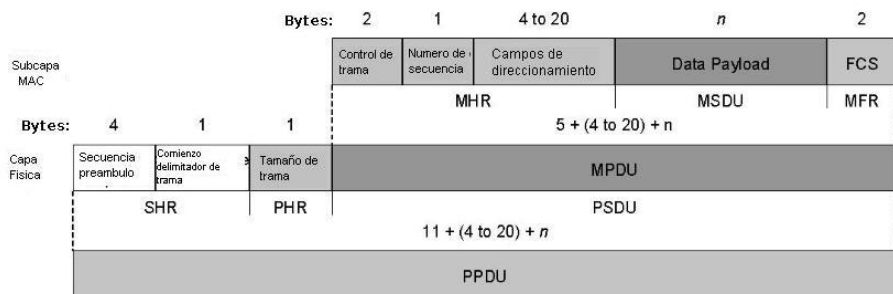 Bytes: 2 1 4 to 20 n 2
Subcapa MAC
Control de trama
Numero de secuencia
Campos de direccionamiento
Data Payload
FCS
MHR MSDU MFR
Bytes: 4 1 1 5 + (4 to 20) + n
Capa Fisica
Secuencia preambulo
Comienzo delimitador de trama
Tamaño de trama
MPDU
SHR PHR PSDU
11 + (4 to 20) + n
PPDU